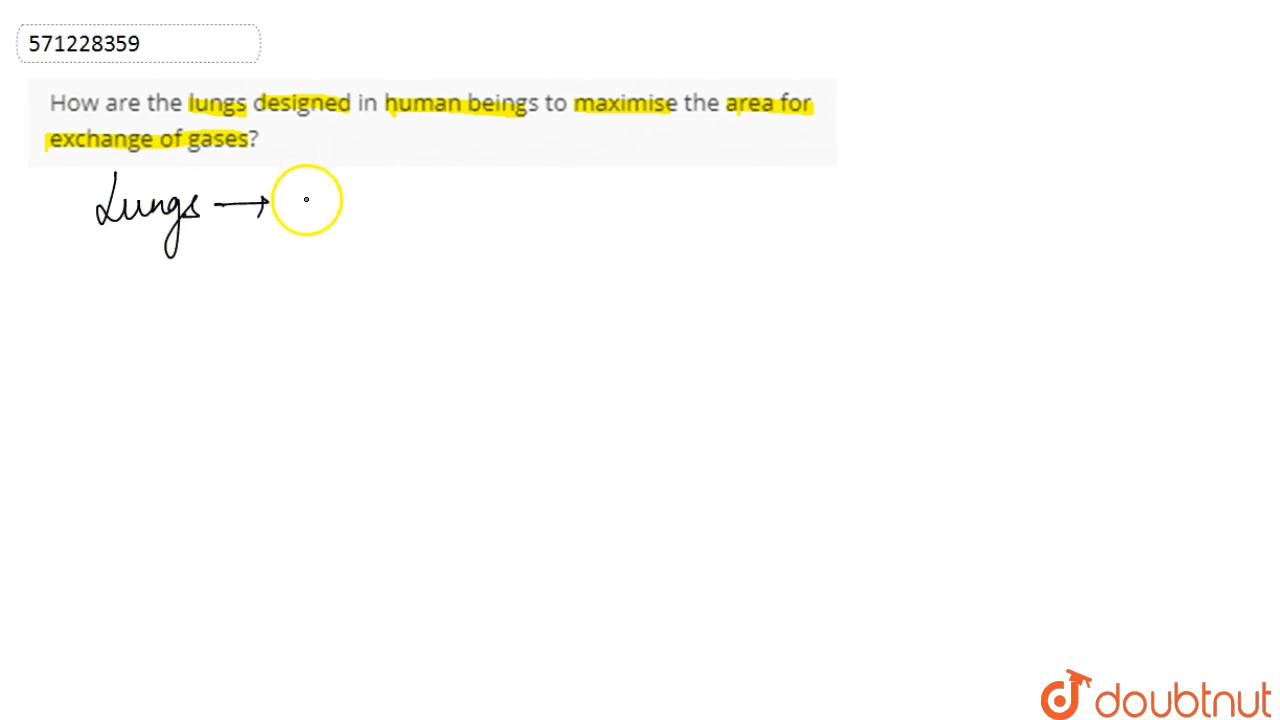 571228359
How are the lungs designed in human beings to maximise the area for
exchange of gases?
Lungs →
doubtnut